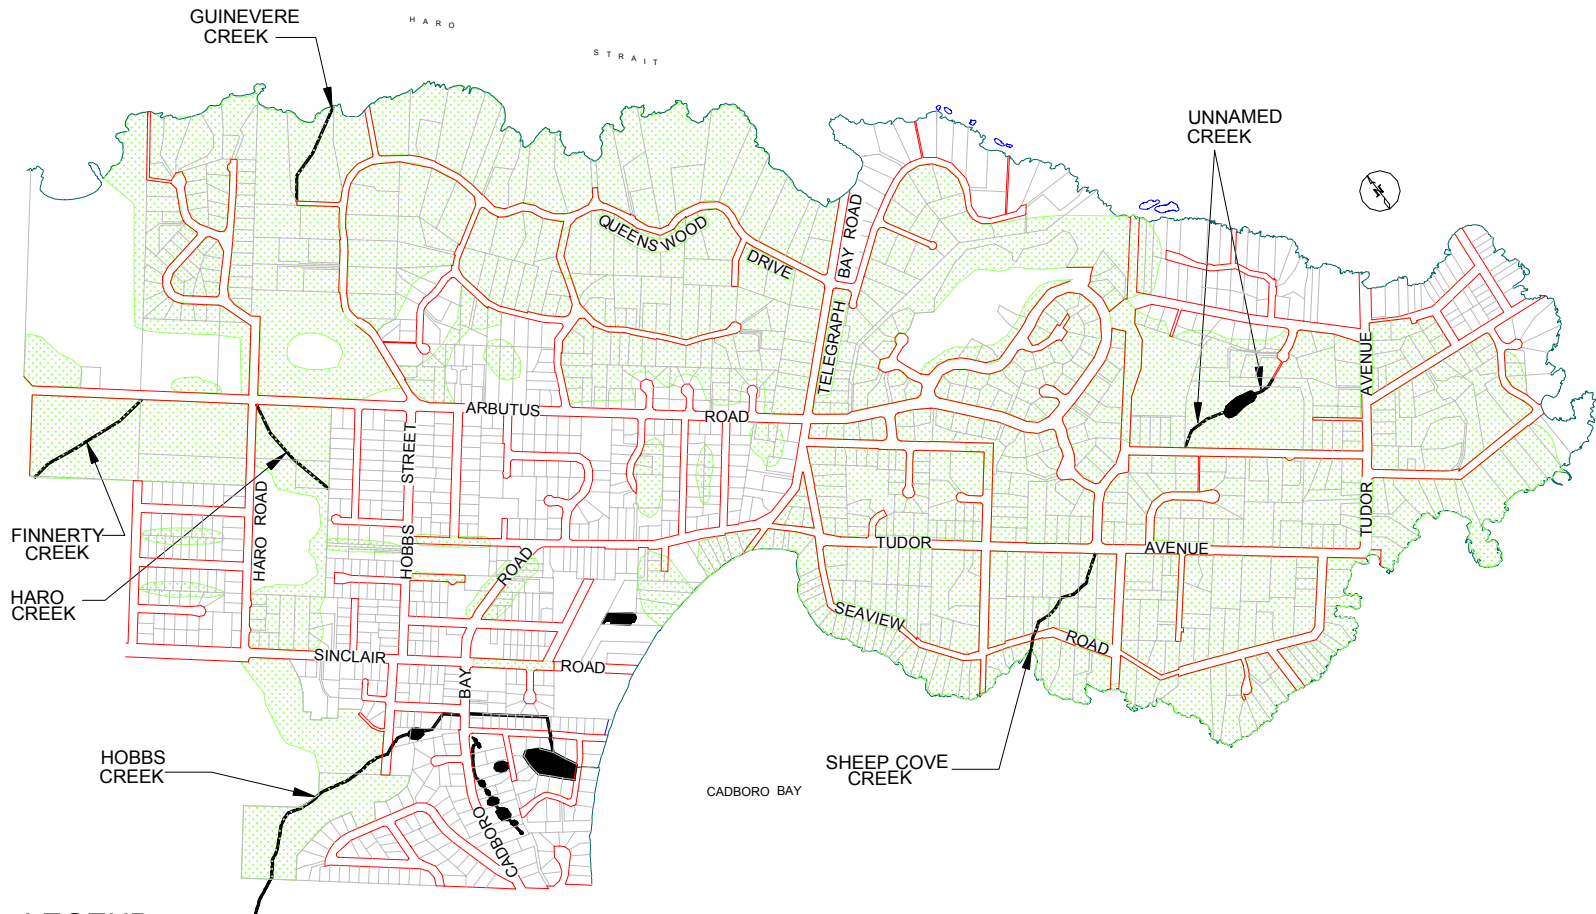 GUINEVERE
CREEK
HARO
STRAIT
UNNAMED
CREEK
N
QUEENSWOOD
DRIVE
TELEGRAPH BAY ROAD
ARBUTUS ROAD
AVENUE
TUDOR
HOBBS STREET
HARO ROAD
FINNERTY
CREEK
HARO
CREEK
TUDOR AVENUE
SEAVIEW ROAD
SINCLAIR ROAD
CADBORO BAY ROAD
HOBBS
CREEK
SHEEP COVE
CREEK
CADBORO BAY